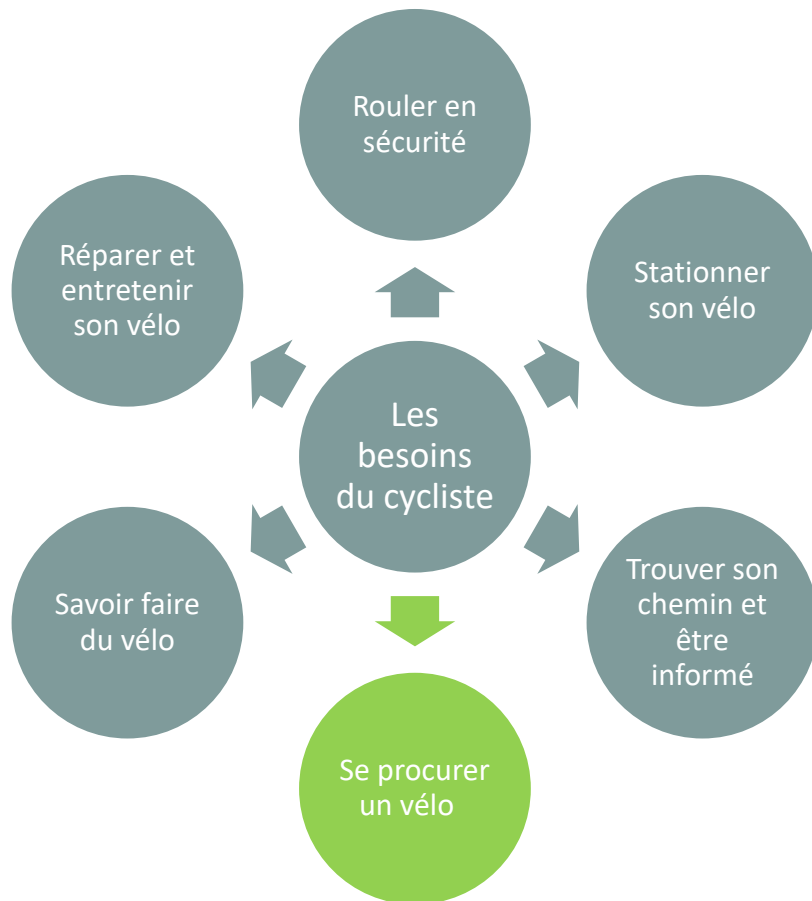 Rouler en
sécurité
Réparer et
entretenir
son vélo
Stationner
son vélo
Les
besoins
du cycliste
Savoir faire
du vélo
Trouver son
chemin et
être
informé
Se procurer
un vélo